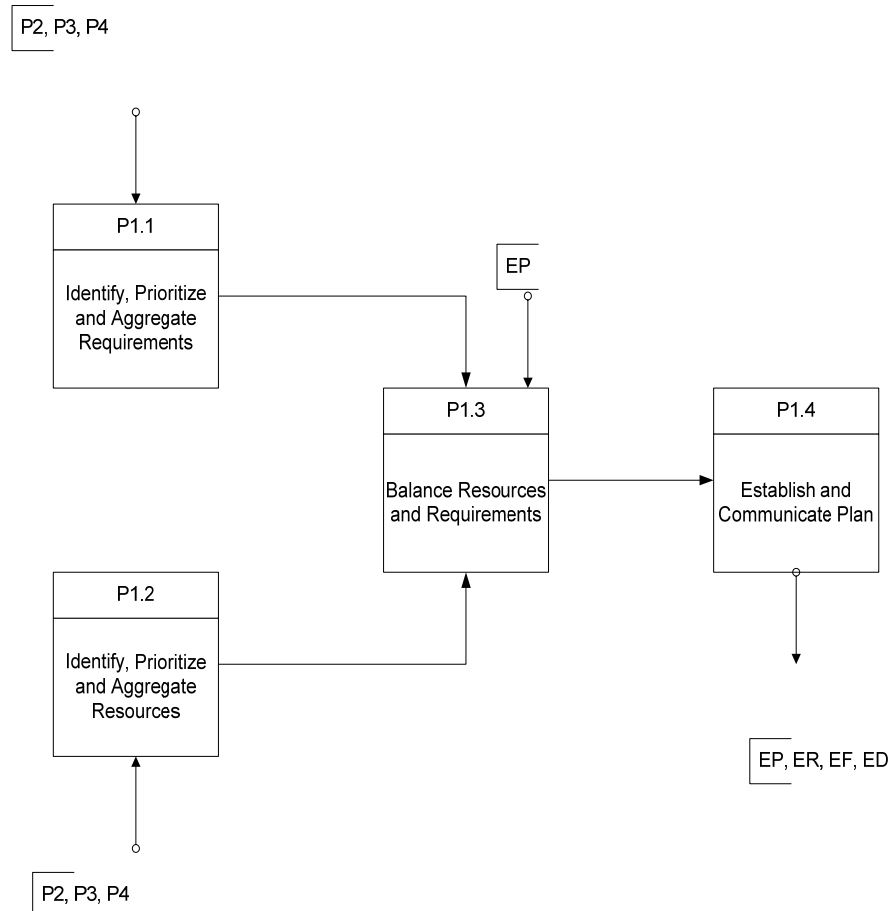 P2, P3, P4
P1.1
Identify, Prioritize
and Aggregate
Requirements
EP
P1.3
Balance Resources
and Requirements
P1.4
Establish and
Communicate Plan
P1.2
Identify, Prioritize
and Aggregate
Resources
EP, ER, EF, ED
P2, P3, P4